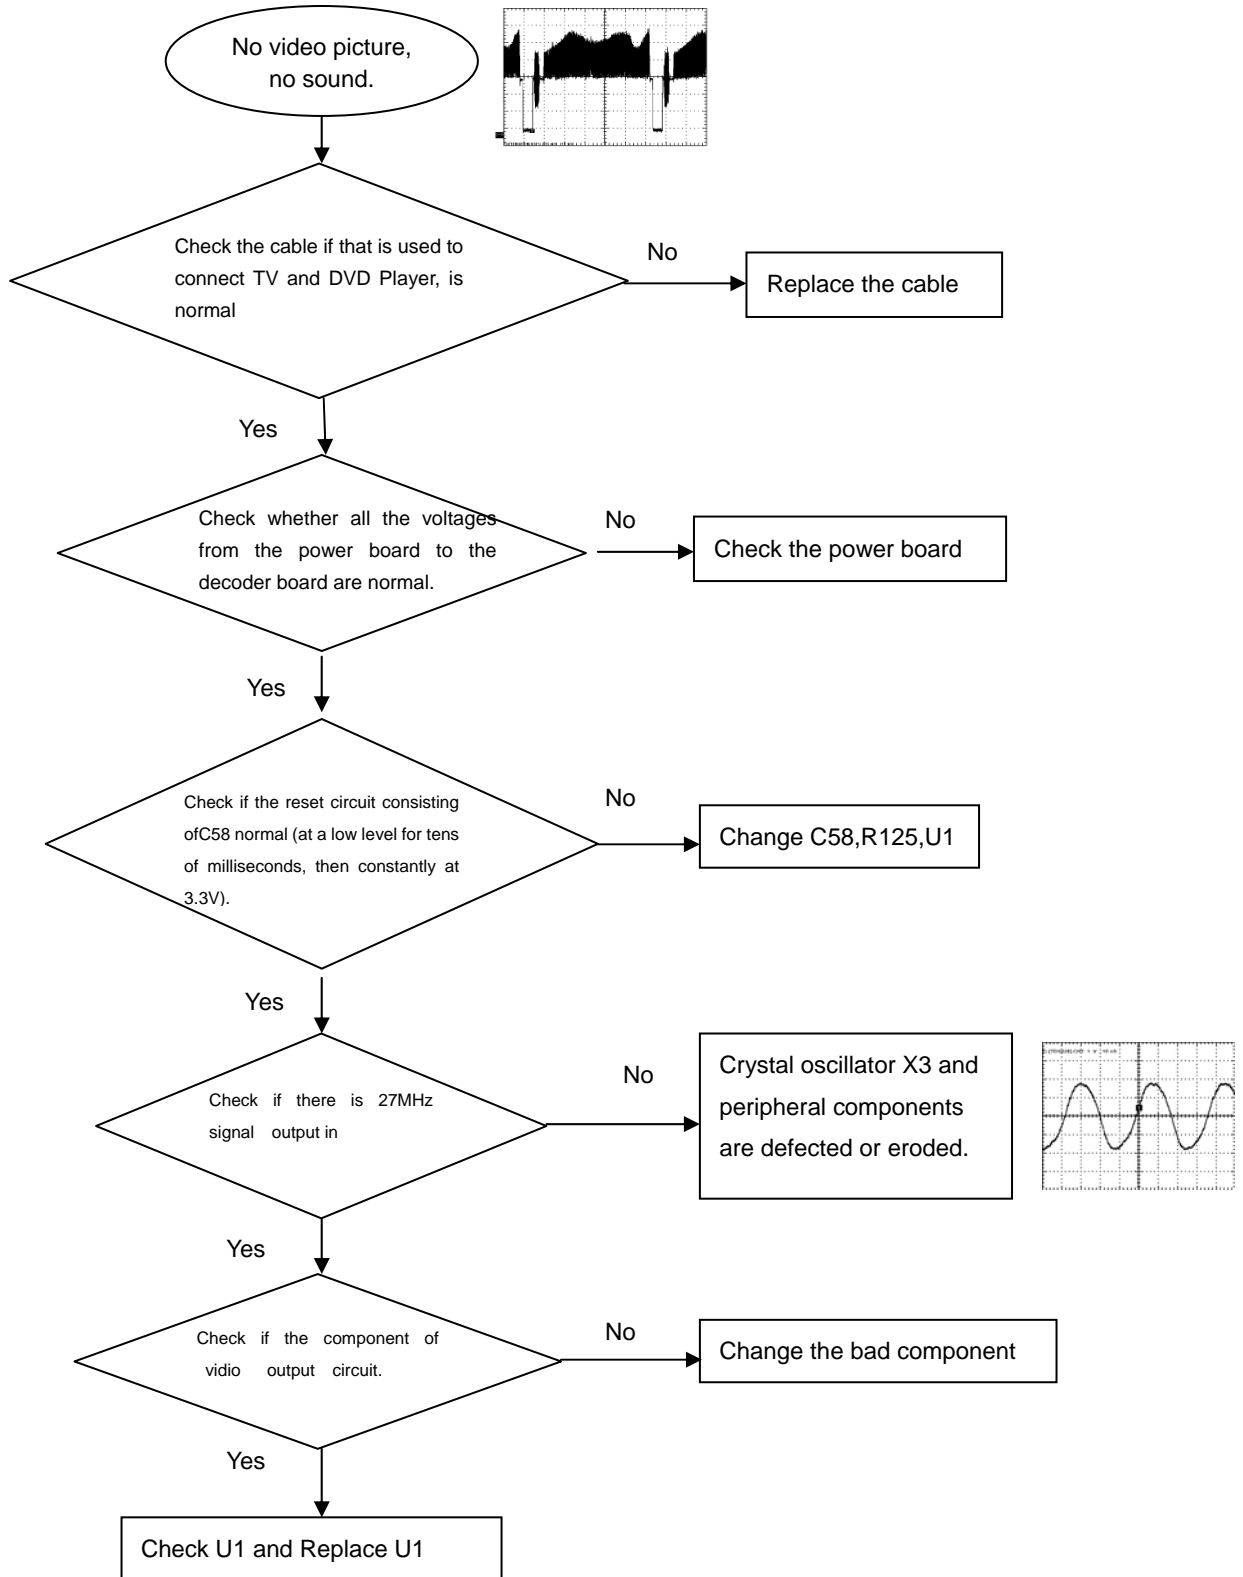 No video picture,
no sound.
Check the cable if that is used to
connect TV and DVD Player, is
normal
No
Replace the cable
Yes
Check whether all the voltages
from the power board to the
decoder board are normal.
No
Check the power board
Yes
Check if the reset circuit consisting
ofC58 normal (at a low level for tens
of milliseconds, then constantly at
3.3V).
No
Change C58,R125,U1
Yes
Check if there is 27MHz
signal output in
No
Crystal oscillator X3 and
peripheral components
are defected or eroded.
Yes
Check if the component of
vidio output circuit.
No
Change the bad component
Yes
Check U1 and Replace U1